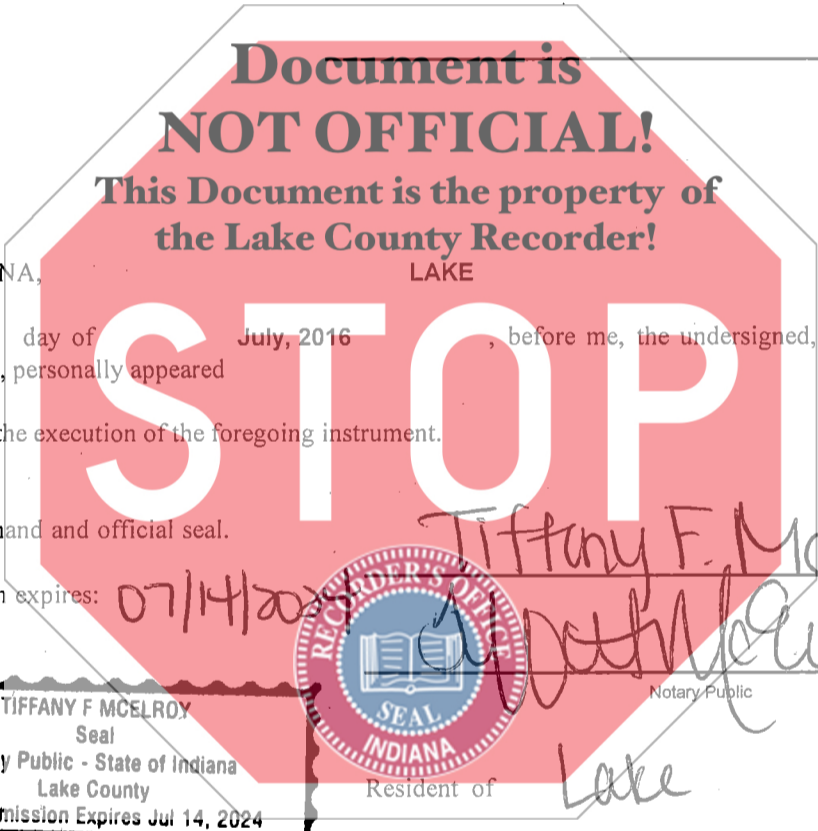 Document is
NOT OFFICIAL!
This Document is the property of
the Lake County Recorder!
NA, LAKE
day of July, 2016 , before me, the undersigned,
, personally appeared
STOP
the execution of the foregoing instrument.
and and official seal.
Tiffany F. Mc
n expires: 07/14/2024
RECORDER'S OFFICE
SEAL
INDIANA
Notary Public
TIFFANY F MCELROY
Seal
y Public - State of Indiana
Lake County
mission Expires Jul 14, 2024
Resident of Lake